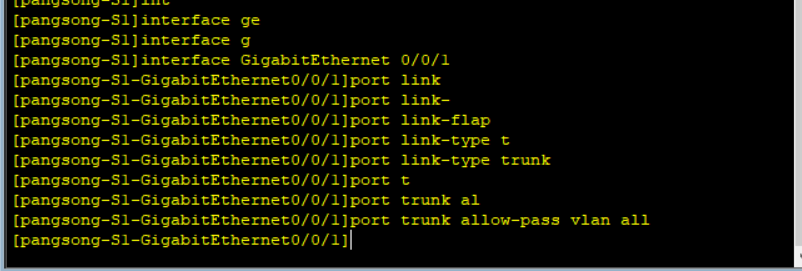 [pangsong-S1]int
[pangsong-S1]interface ge
[pangsong-S1]interface g
[pangsong-S1]interface GigabitEthernet 0/0/1
[pangsong-S1-GigabitEthernet0/0/1]port link
[pangsong-S1-GigabitEthernet0/0/1]port link-
[pangsong-S1-GigabitEthernet0/0/1]port link-flap
[pangsong-S1-GigabitEthernet0/0/1]port link-type t
[pangsong-S1-GigabitEthernet0/0/1]port link-type trunk
[pangsong-S1-GigabitEthernet0/0/1]port t
[pangsong-S1-GigabitEthernet0/0/1]port trunk al
[pangsong-S1-GigabitEthernet0/0/1]port trunk allow-pass vlan all
[pangsong-S1-GigabitEthernet0/0/1]